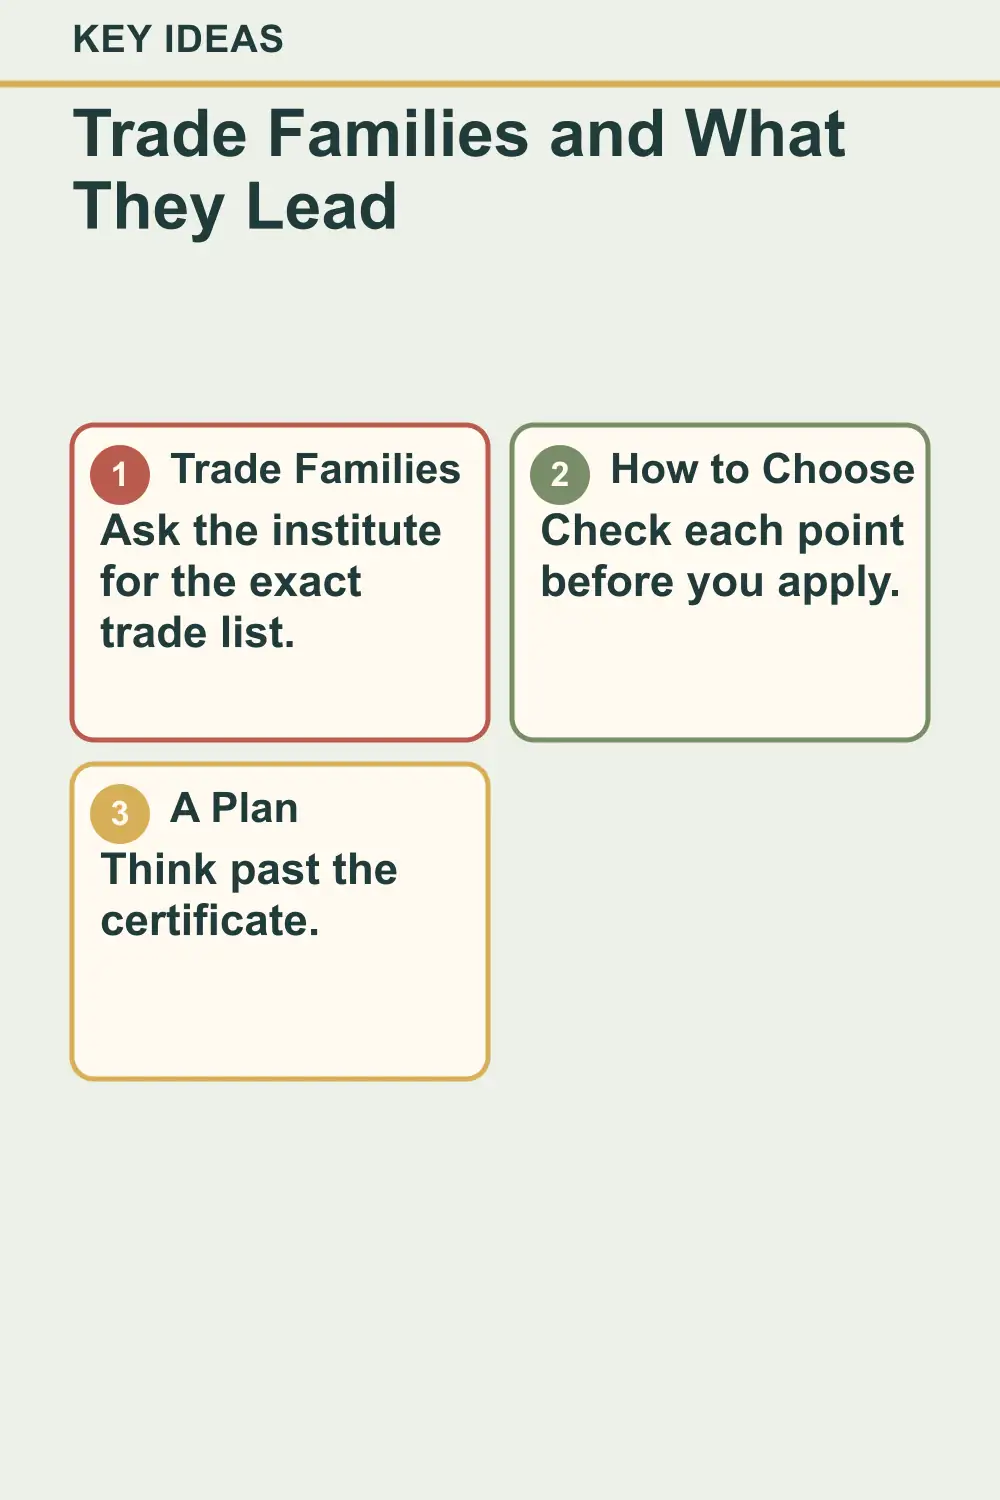 KEY IDEAS
Trade Families and What
They Lead
1 Trade Families
Ask the institute
for the exact
trade list.
2 How to Choose
Check each point
before you apply.
3 A Plan
Think past the
certificate.